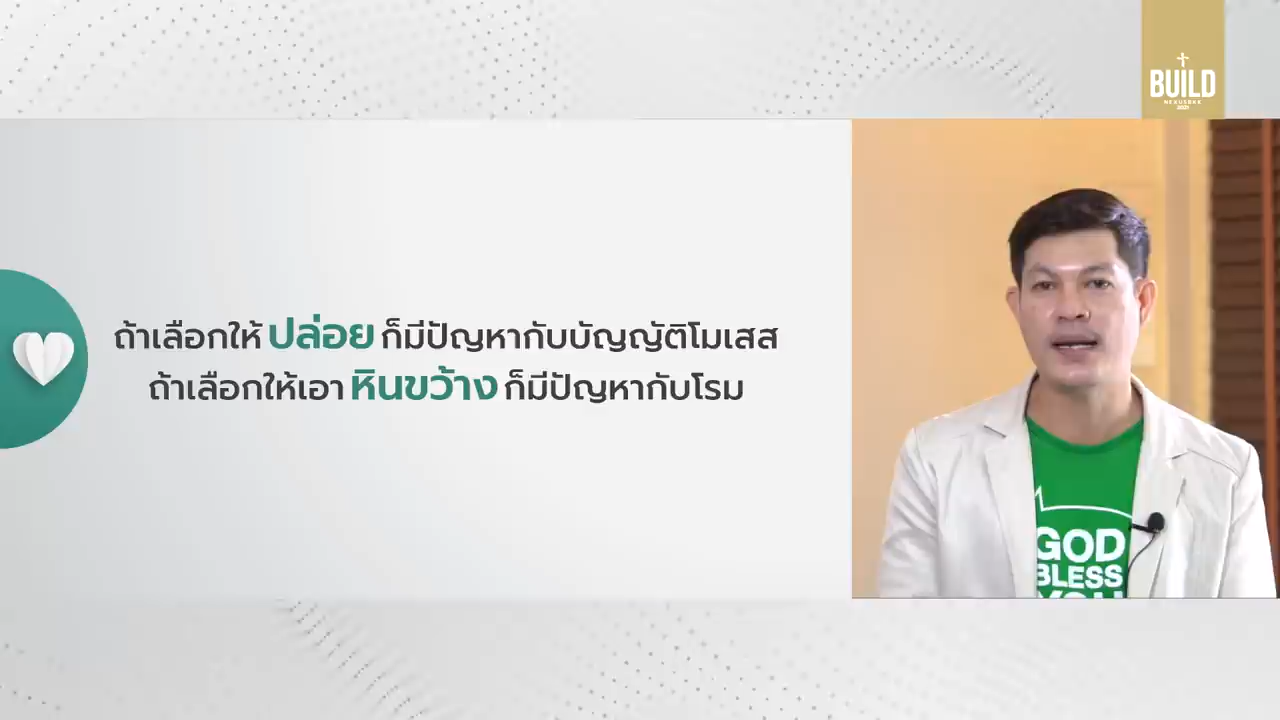 BUILD
NEXUSBKK
2021
ถ้าเลือกให้ ปล่อย ก็มีปัญหากับบัญญัติโมเสส
ถ้าเลือกให้เอา หินขว้าง ก็มีปัญหากับโรม
GOD
BLESS
YOU